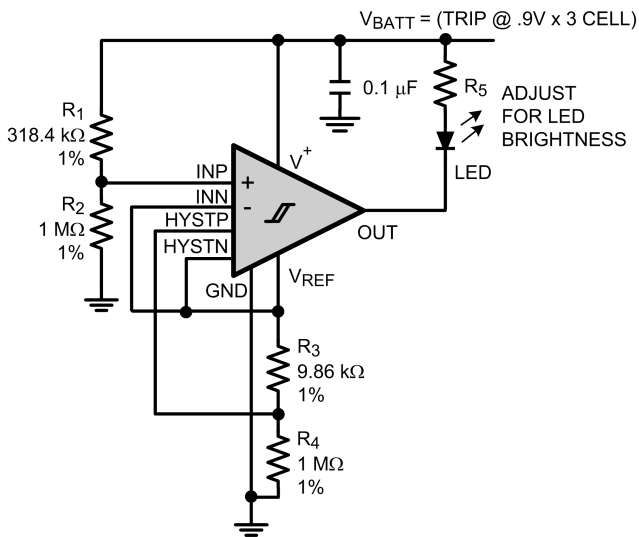 VBATT = (TRIP @ .9V x 3 CELL)
R1
318.4 kΩ
1%
0.1 μF
R5
ADJUST
FOR LED
BRIGHTNESS
LED
V+
INP
+
INN
-
HYSTP
HYSTN
OUT
R2
1 MΩ
1%
VREF
GND
R3
9.86 kΩ
1%
R4
1 MΩ
1%